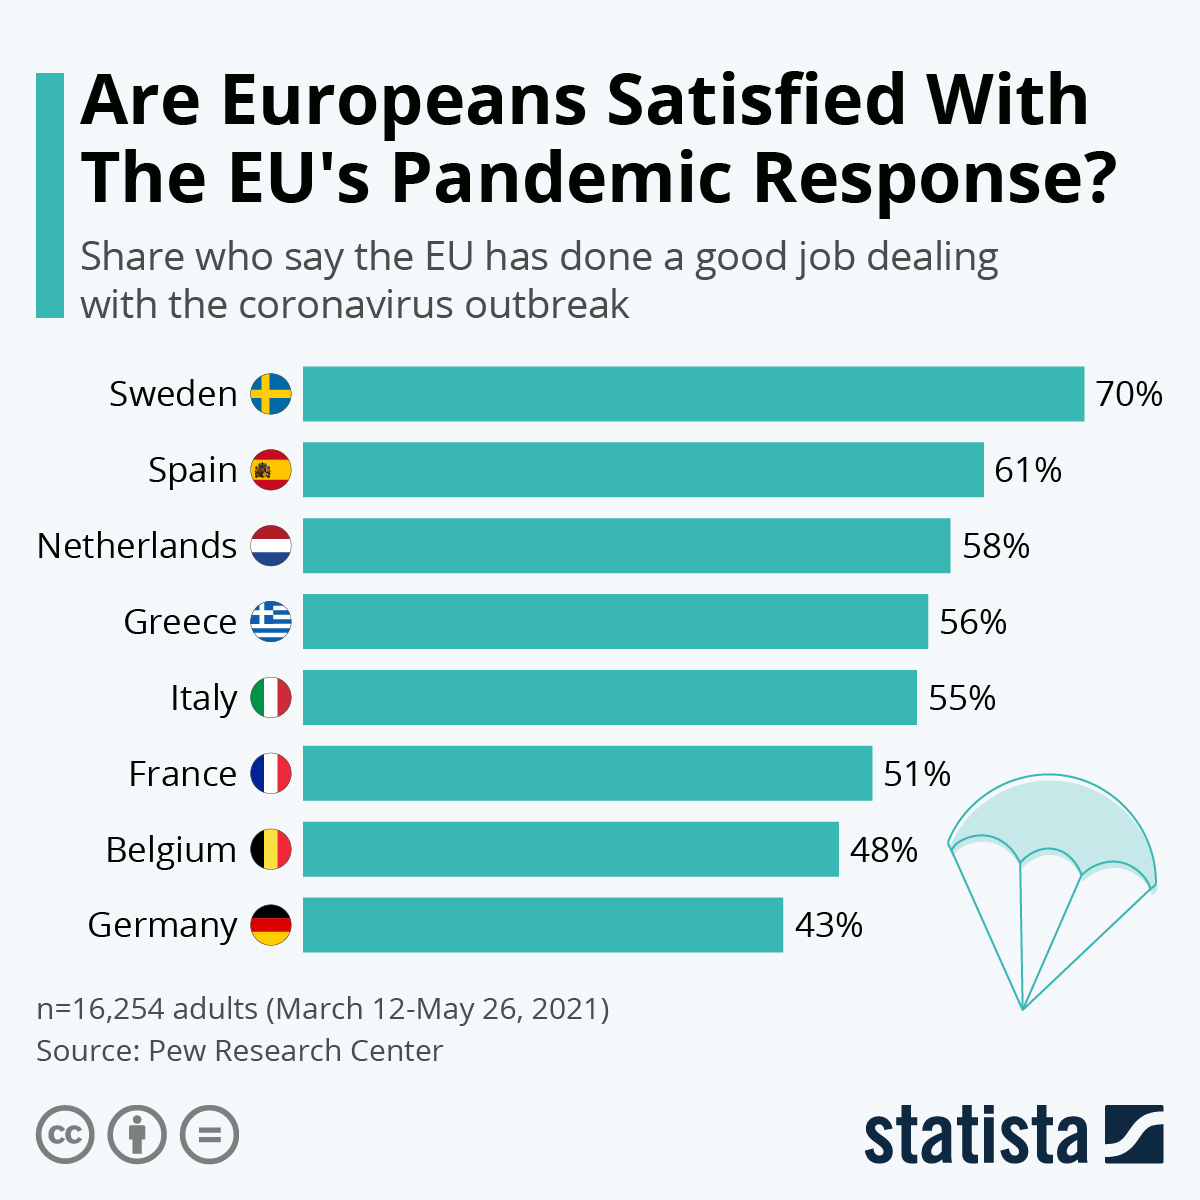 Are Europeans Satisfied With
The EU's Pandemic Response?
Share who say the EU has done a good job dealing
with the coronavirus outbreak
Sweden 70%
Spain 61%
Netherlands 58%
Greece 56%
Italy 55%
France 51%
Belgium 48%
Germany 43%
n=16,254 adults (March 12-May 26, 2021)
Source: Pew Research Center
cc = statista